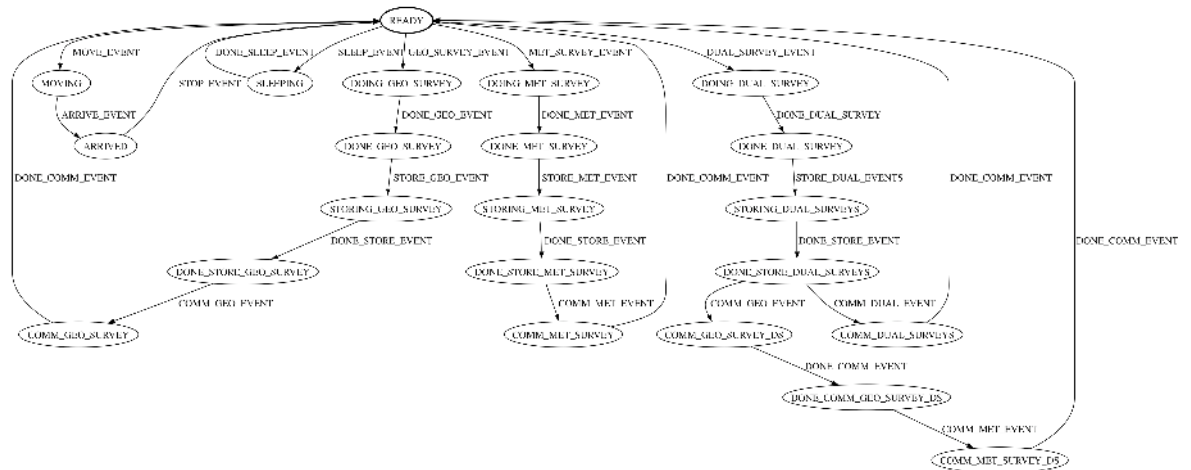 READY
MOVE_EVENT
DONE_SLEEP_EVENT
SLEEP_EVENT
GEO_SURVEY_EVENT
MET_SURVEY_EVENT
DUAL_SURVEY_EVENT
MOVING
STOP_EVENT
SLEEPING
DOING_GEO_SURVEY
DOING_MET_SURVEY
DOING_DUAL_SURVEY
ARRIVE_EVENT
DONE_GEO_EVENT
DONE_MET_EVENT
DONE_DUAL_SURVEY
ARRIVED
DONE_GEO_SURVEY
DONE_MET_SURVEY
DONE_DUAL_SURVEY
DONE_COMM_EVENT
STORE_GEO_EVENT
STORE_MET_EVENT
DONE_COMM_EVENT
STORE_DUAL_EVENTS
DONE_COMM_EVENT
STORING_GEO_SURVEY
STORING_MET_SURVEY
STORING_DUAL_SURVEYS
DONE_STORE_EVENT
DONE_STORE_EVENT
DONE_STORE_EVENT
DONE_COMM_EVENT
DONE_STORE_GEO_SURVEY
DONE_STORE_MET_SURVEY
DONE_STORE_DUAL_SURVEYS
COMM_GEO_EVENT
COMM_MET_EVENT
COMM_GEO_EVENT
COMM_DUAL_EVENT
COMM_GEO_SURVEY
COMM_MET_SURVEY
COMM_GEO_SURVEY_DS
COMM_DUAL_SURVEYS
DONE_COMM_EVENT
DONE_COMM_GEO_SURVEY_DS
COMM_MET_EVENT
COMM_MET_SURVEY_DS